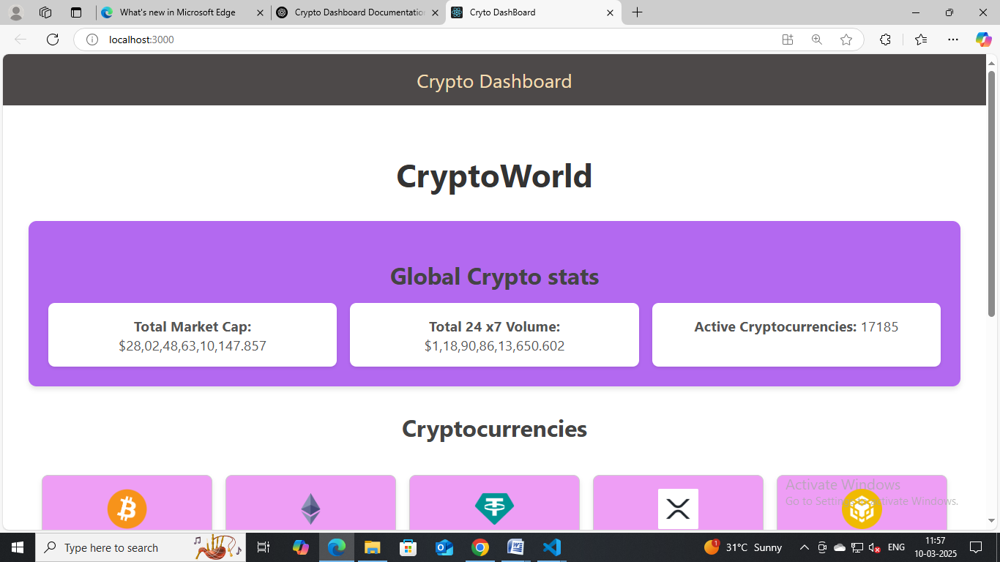 What's new in Microsoft Edge
Crypto Dashboard Documentation
Cryto DashBoard
localhost:3000
Crypto Dashboard
CryptoWorld
Global Crypto stats
Total Market Cap:
$28,02,48,63,10,147.857
Total 24 x7 Volume:
$1,18,90,86,13,650.602
Active Cryptocurrencies: 17185
Cryptocurrencies
Activate Windows
Go to Settings to activate Windows.
Type here to search
1
31°C Sunny
ENG
11:57
10-03-2025